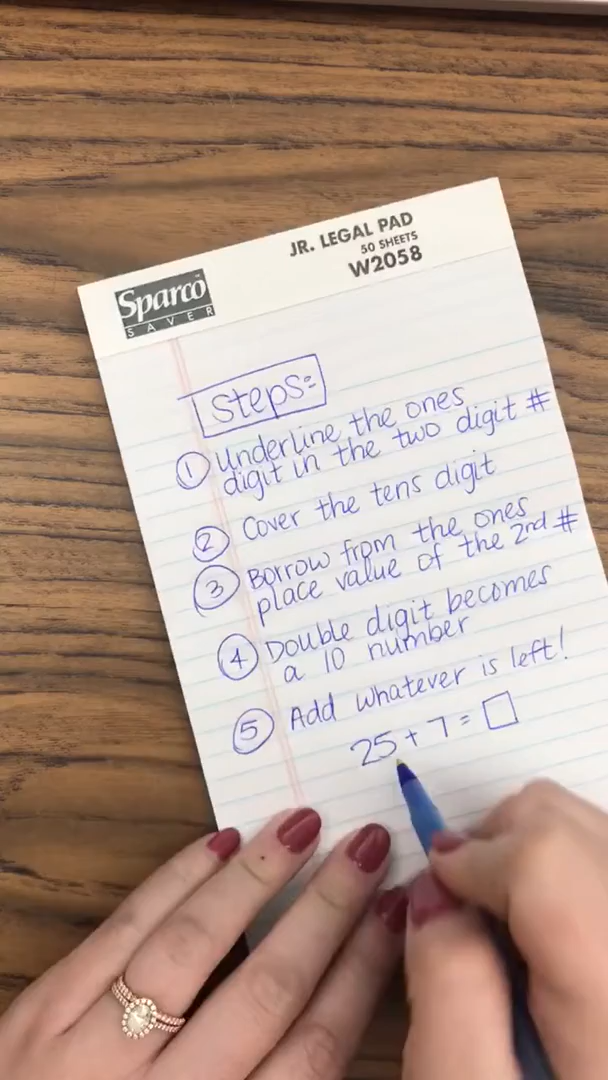 JR. LEGAL PAD
50 SHEETS
W2058
Sparco
SAVER
Steps:
1 Underline the ones
digit in the two digit #
2 Cover the tens digit
3 Borrow from the ones
place value of the 2nd #
4 Double digit becomes
a 10 number
5 Add whatever is left!
25 + 7 = □